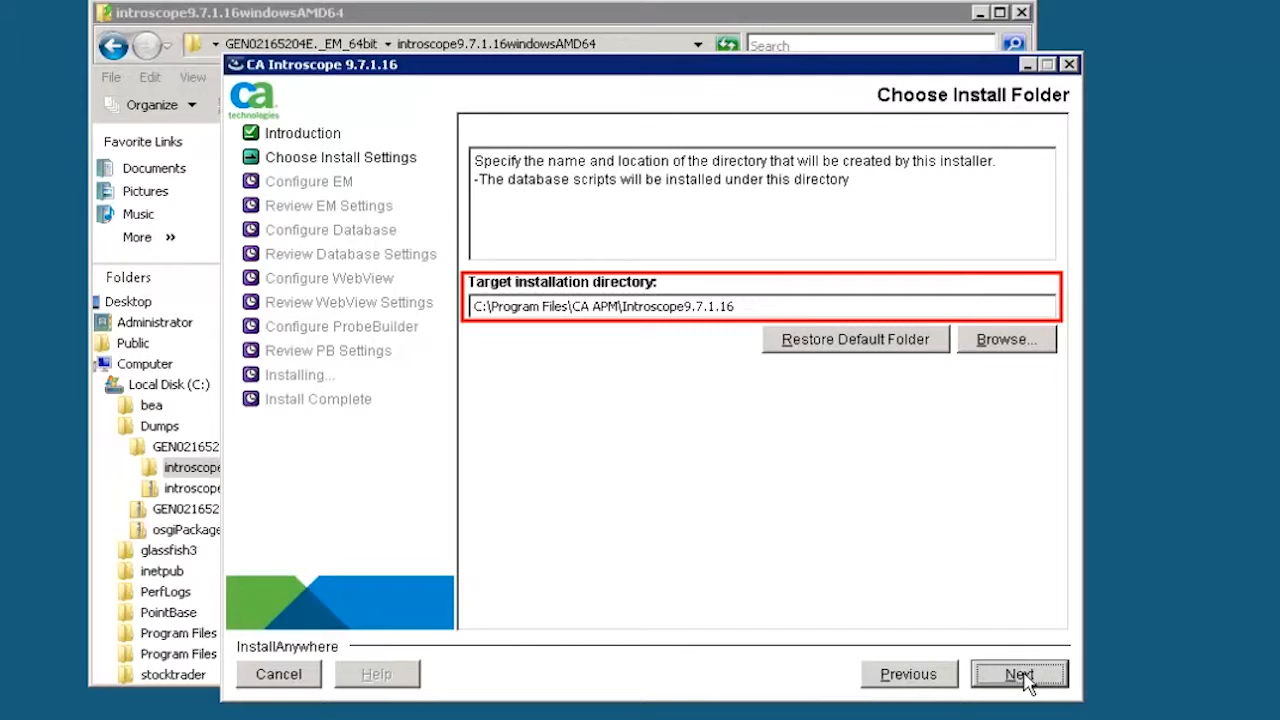 introscope9.7.1.16windowsAMD64
GEN02165204E._EM_64bit introscope9.7.1.16windowsAMD64
Search
File Edit View
Organize
Favorite Links
Documents
Pictures
Music
More »
Folders
Desktop
Administrator
Public
Computer
Local Disk (C:)
bea
Dumps
GEN021652
introscope
introscope
GEN021652
osgiPackage
glassfish3
inetpub
PerfLogs
PointBase
Program Files
Program Files
stocktrader
CA Introscope 9.7.1.16
ca
technologies
Choose Install Folder
Introduction
Choose Install Settings
Configure EM
Review EM Settings
Configure Database
Review Database Settings
Configure WebView
Review WebView Settings
Configure ProbeBuilder
Review PB Settings
Installing...
Install Complete
Specify the name and location of the directory that will be created by this installer.
-The database scripts will be installed under this directory
Target installation directory:
C:\Program Files\CA APM\Introscope9.7.1.16
Restore Default Folder Browse...
InstallAnywhere
Cancel Help Previous Next